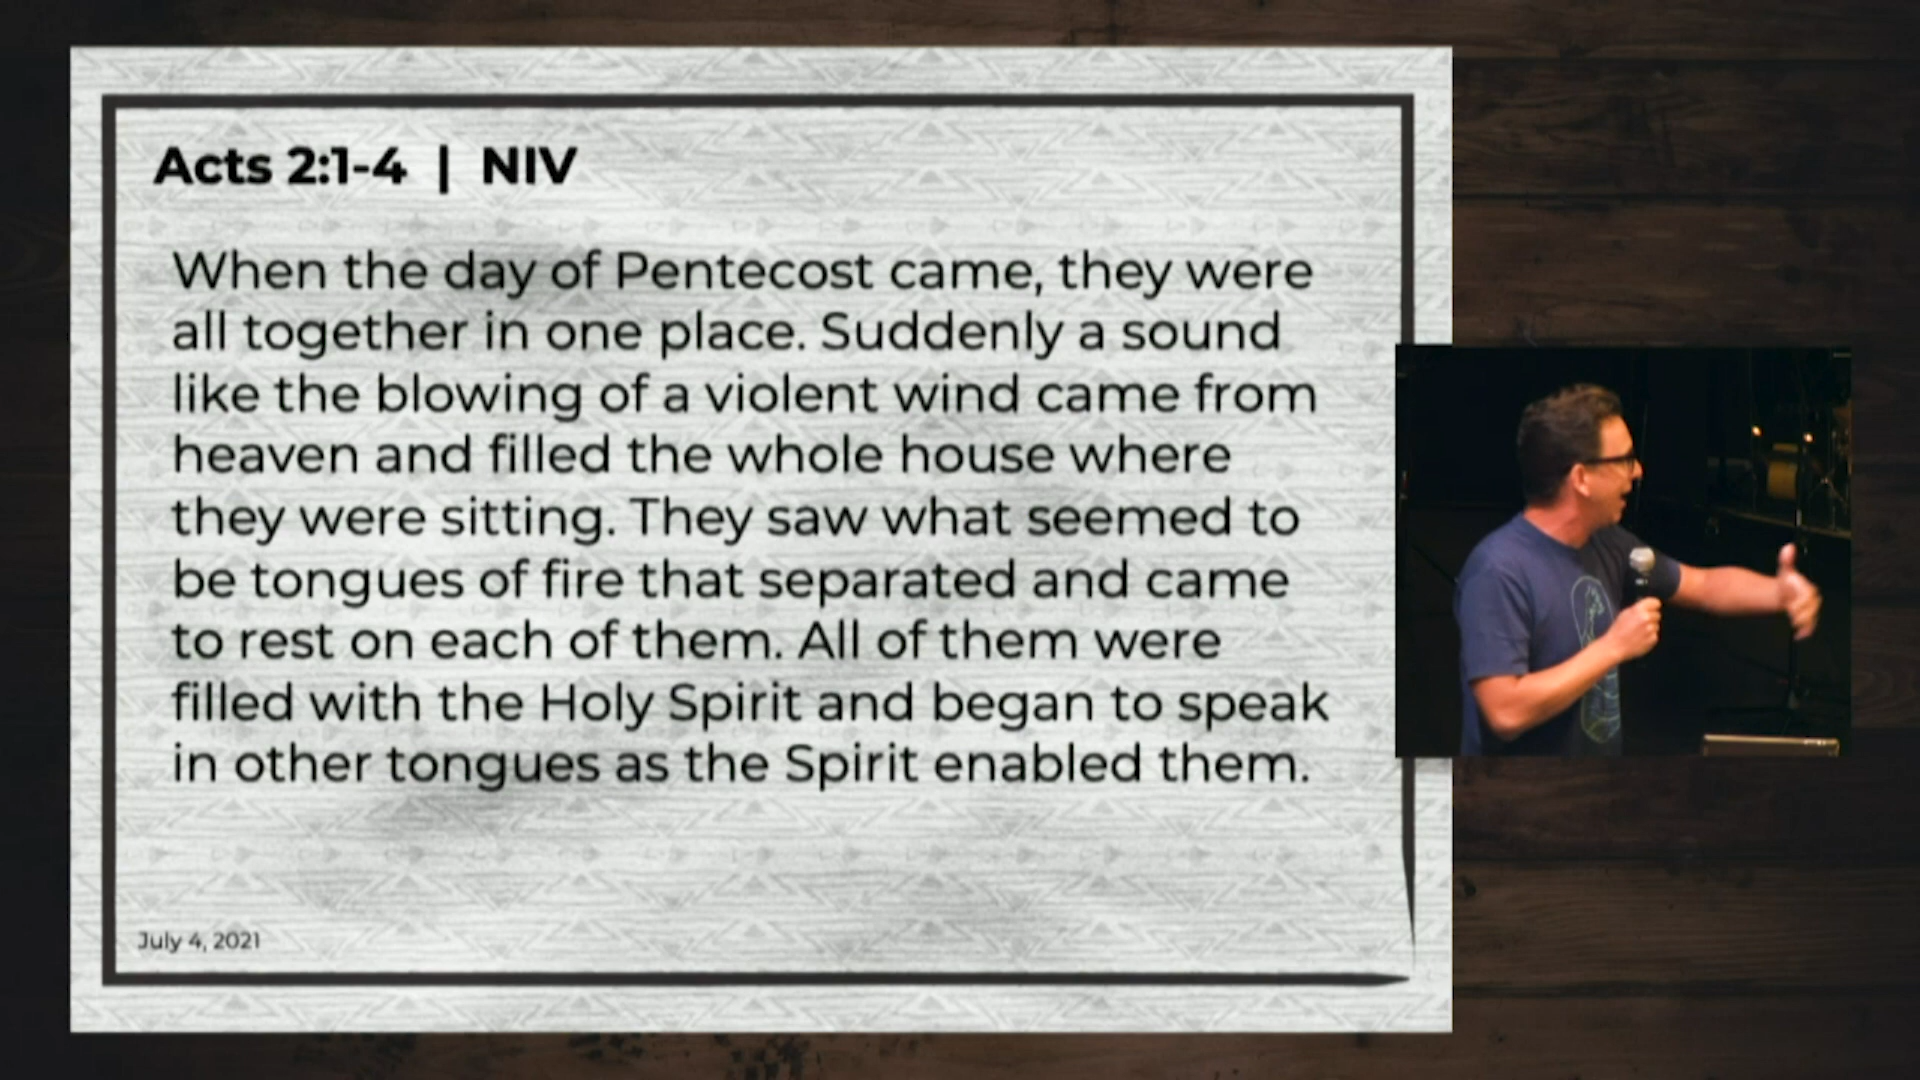 Acts 2:1-4 | NIV
When the day of Pentecost came, they were
all together in one place. Suddenly a sound
like the blowing of a violent wind came from
heaven and filled the whole house where
they were sitting. They saw what seemed to
be tongues of fire that separated and came
to rest on each of them. All of them were
filled with the Holy Spirit and began to speak
in other tongues as the Spirit enabled them.
July 4, 2021